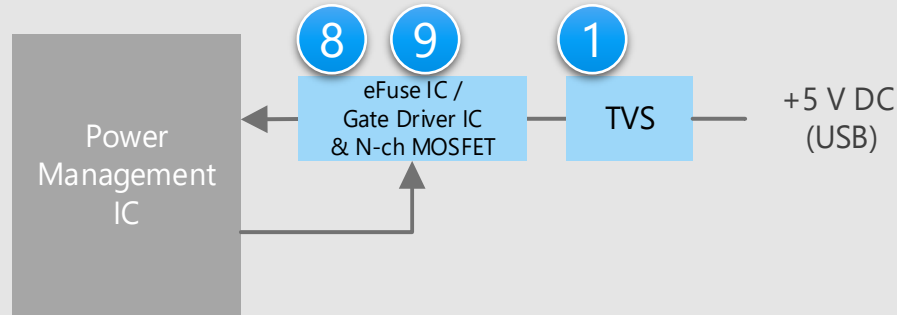 8
9
1
eFuse IC /
Gate Driver IC
& N-ch MOSFET
TVS
+5 V DC
(USB)
Power
Management
IC